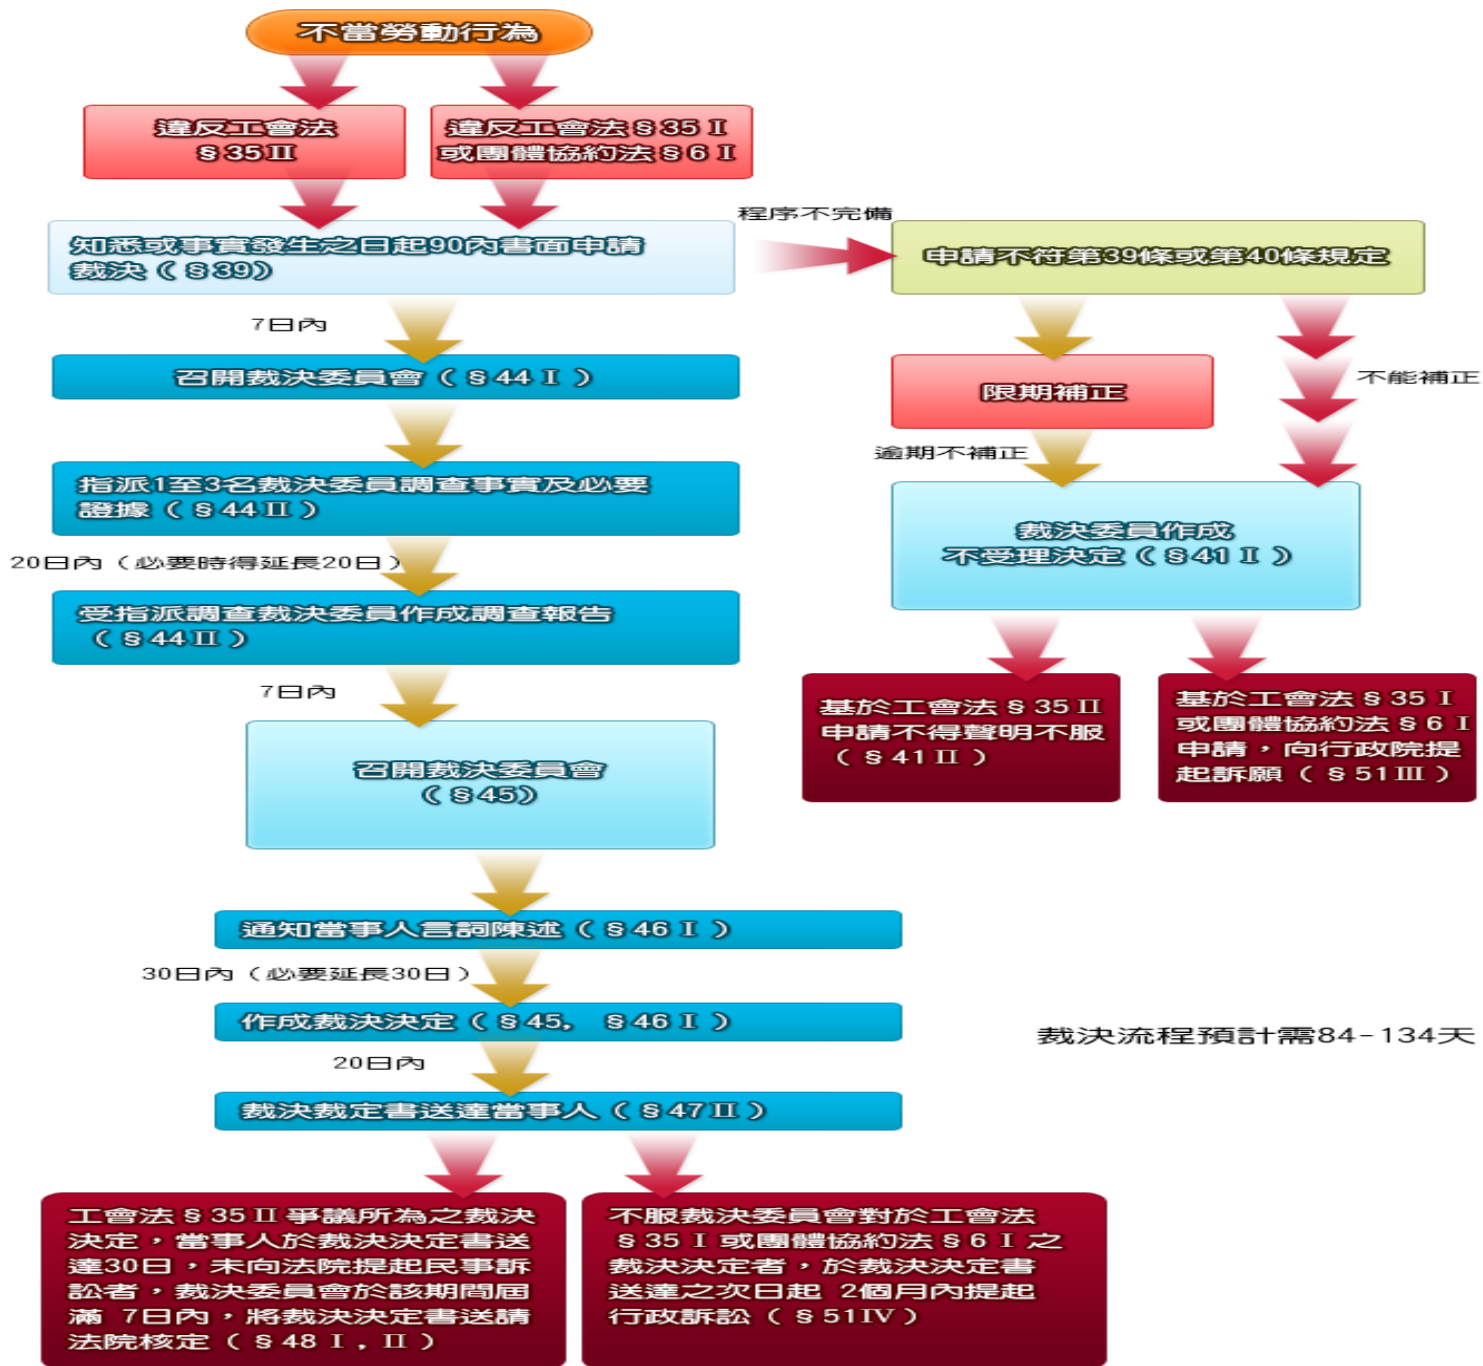 不當勞動行為
違反工會法
§35Ⅱ
違反工會法§35Ⅰ
或團體協約法§6Ⅰ
知悉或事實發生之日起90內書面申請
裁決（§39）
程序不完備
申請不符第39條或第40條規定
7日內
召開裁決委員會（§44Ⅰ）
限期補正
不能補正
逾期不補正
指派1至3名裁決委員調查事實及必要
證據（§44Ⅱ）
裁決委員作成
不受理決定（§41Ⅰ）
20日內（必要時得延長20日）
受指派調查裁決委員作成調查報告
（§44Ⅱ）
7日內
基於工會法§35Ⅱ
申請不得聲明不服
（§41Ⅱ）
基於工會法§35Ⅰ
或團體協約法§6Ⅰ
申請，向行政院提
起訴願（§51Ⅲ）
召開裁決委員會
（§45）
通知當事人言詞陳述（§46Ⅰ）
30日內（必要延長30日）
作成裁決決定（§45, §46Ⅰ）
裁決流程預計需84-134天
20日內
裁決裁定書送達當事人（§47Ⅱ）
工會法§35Ⅱ爭議所為之裁決
決定，當事人於裁決決定書送
達30日，未向法院提起民事訴
訟者，裁決委員會於該期間屆
滿 7日內，將裁決決定書送請
法院核定（§48Ⅰ, Ⅱ）
不服裁決委員會對於工會法
§35Ⅰ或團體協約法§6Ⅰ之
裁決決定者，於裁決決定書
送達之次日起 2個月內提起
行政訴訟（§51Ⅳ）